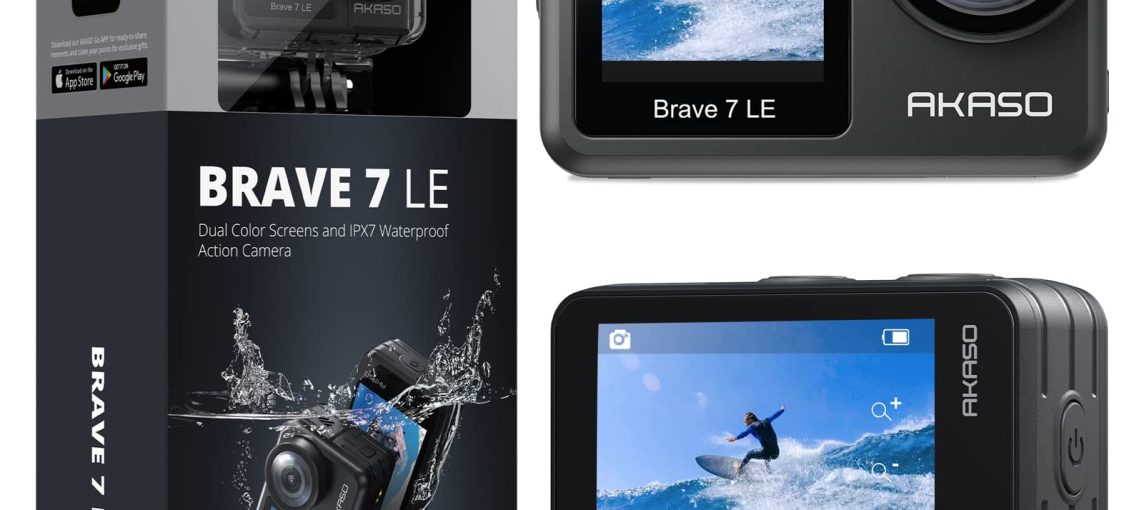 Brave 7 LE
AKASO
Download our AKASO Go APP for ready-to-share
moments and claim your points for exclusive gifts.
Download on the
App Store
GET IT ON
Google Play
BRAVE 7 LE
Dual Color Screens and IPX7 Waterproof
Action Camera
BRAVE 7
AKASO
Brave 7 LE
AKASO
AKASO